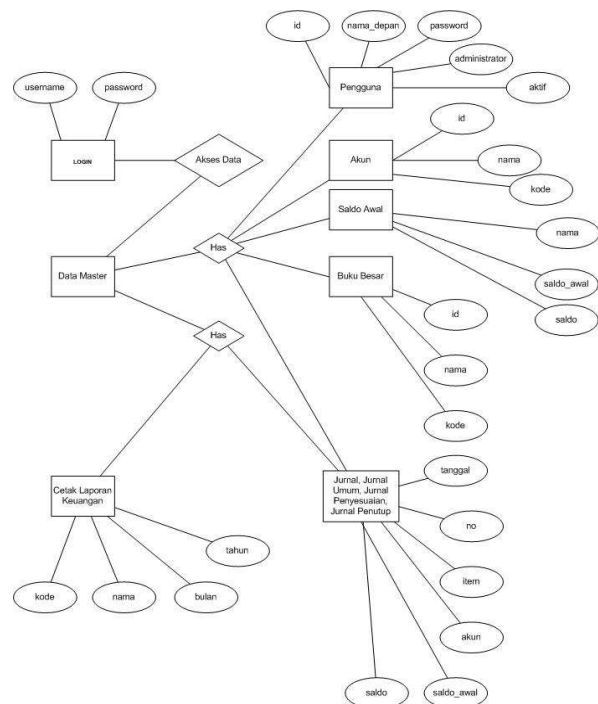 id
nama_depan
password
administrator
aktif
Pengguna
username
password
LOGIN
Akses Data
id
Akun
nama
kode
Saldo Awal
nama
saldo_awal
saldo
Has
Data Master
Buku Besar
id
nama
kode
Has
Cetak Laporan
Keuangan
tahun
kode
nama
bulan
Jurnal, Jurnal
Umum, Jurnal
Penyesuaian,
Jurnal Penutup
tanggal
no
item
akun
saldo
saldo_awal